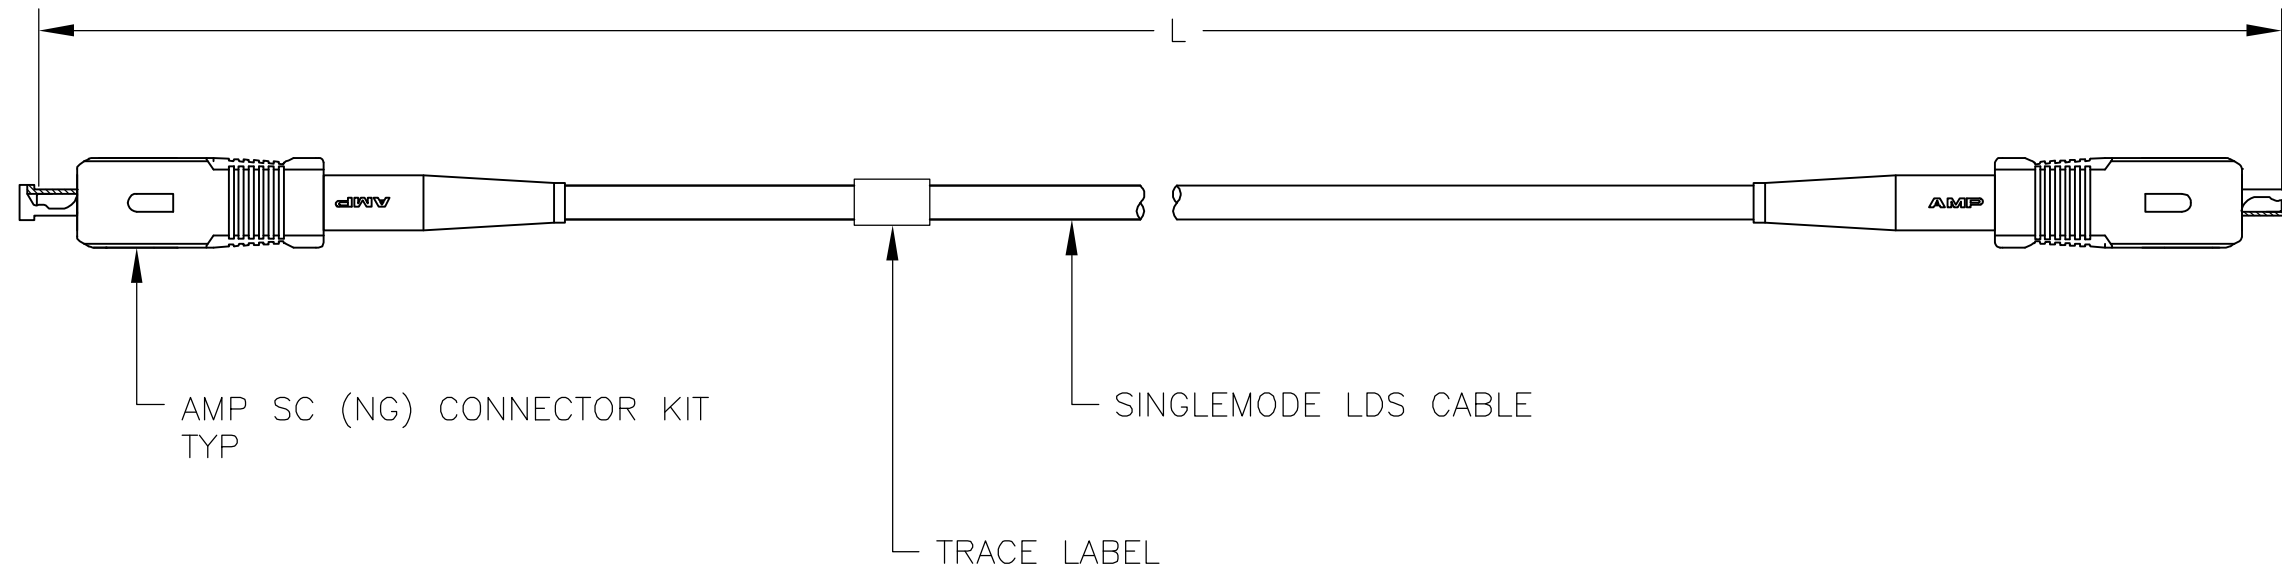 L
AMP
AMP
AMP SC (NG) CONNECTOR KIT
TYP
SINGLEMODE LDS CABLE
TRACE LABEL